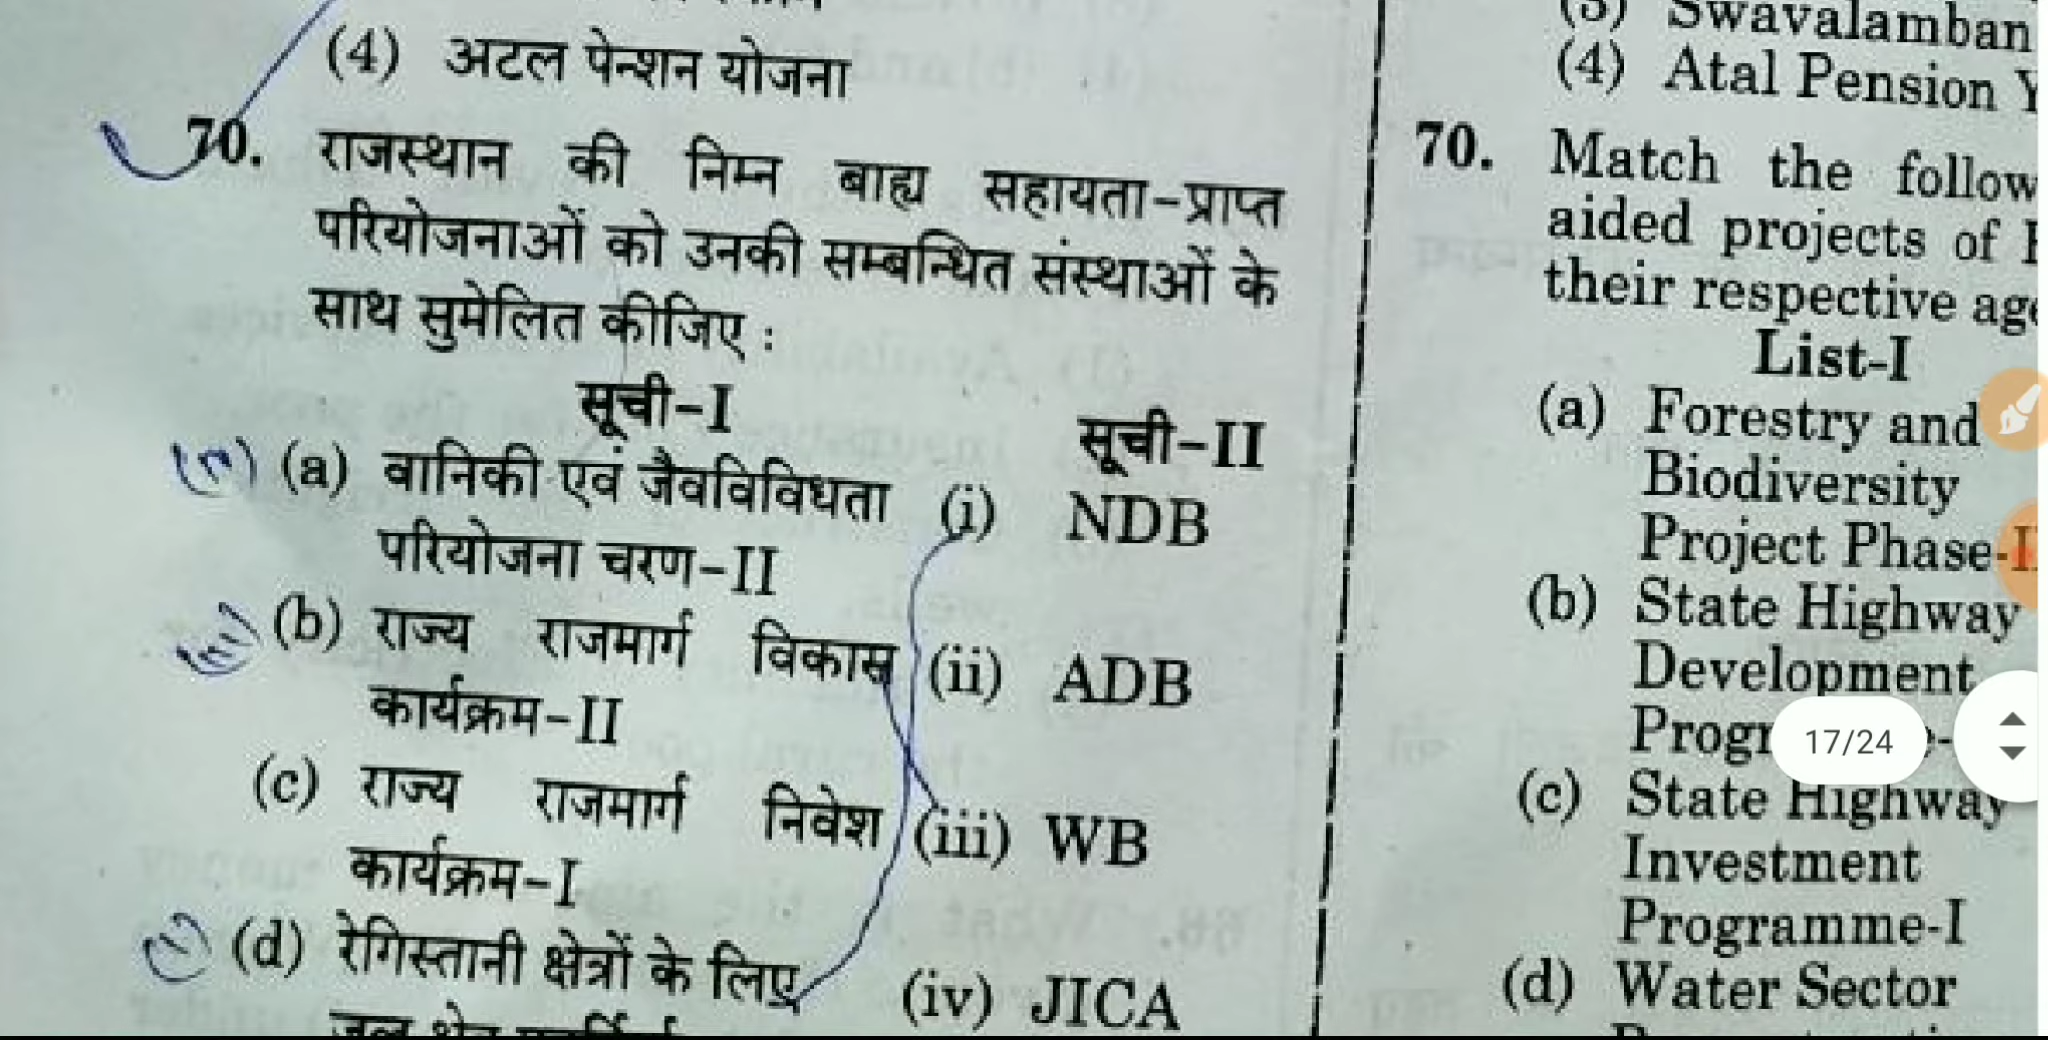 (4) अटल पेन्शन योजना
70. राजस्थान की निम्न बाह्य सहायता-प्राप्त
परियोजनाओं को उनकी सम्बन्धित संस्थाओं के
साथ सुमेलित कीजिए :
सूची-I सूची-II
(a) वानिकी एवं जैवविविधता (i) NDB
परियोजना चरण-II
(b) राज्य राजमार्ग विकास (ii) ADB
कार्यक्रम-II
(c) राज्य राजमार्ग निवेश (iii) WB
कार्यक्रम-I
(d) रेगिस्तानी क्षेत्रों के लिए (iv) JICA
(3) Swavalamban
(4) Atal Pension
70. Match the follow
aided projects of
their respective
List-I
(a) Forestry and
Biodiversity
Project Phase-
(b) State Highway
Development
17/24
(c) State Highway
Investment
Programme-I
(d) Water Sector